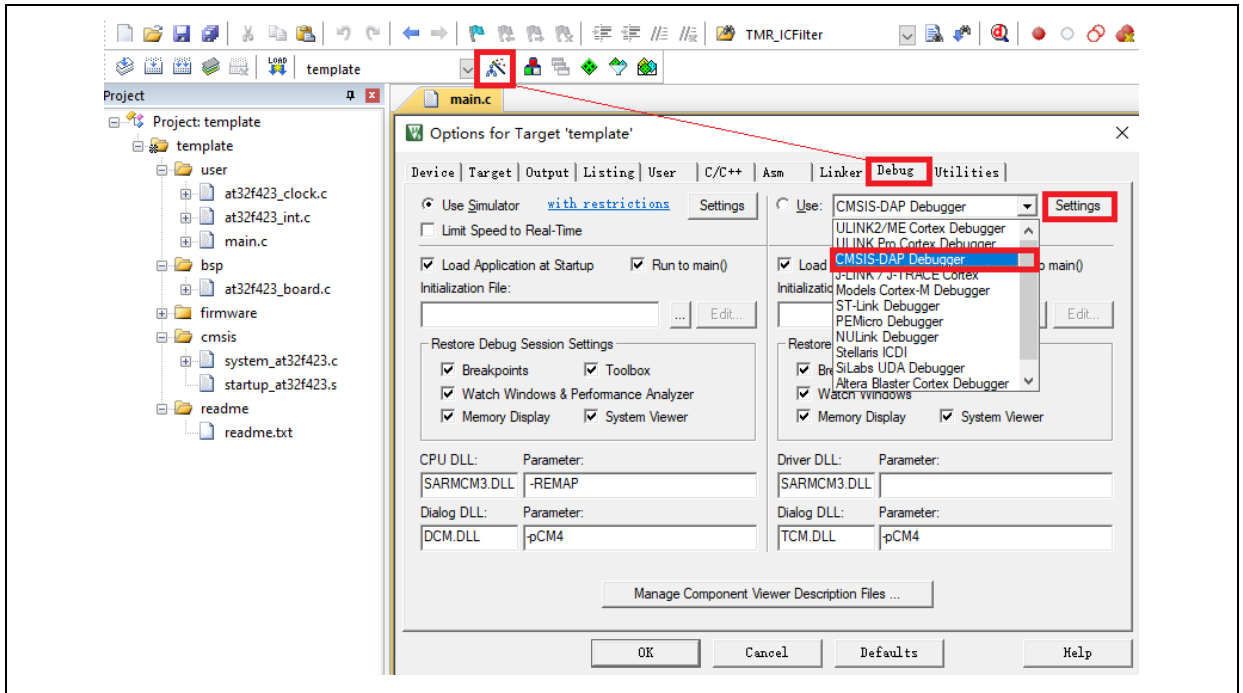 TMR_ICFilter
LOAD
template
Project
main.c
Project: template
template
user
at32f423_clock.c
at32f423_int.c
main.c
bsp
at32f423_board.c
firmware
cmsis
system_at32f423.c
startup_at32f423.s
readme
readme.txt
Options for Target 'template'
Device Target Output Listing User C/C++ Asm Linker Debug Utilities
Use Simulator with restrictions Settings
Limit Speed to Real-Time
Load Application at Startup Run to main()
Initialization File:
... Edit...
Restore Debug Session Settings
Breakpoints Toolbox
Watch Windows & Perfomance Analyzer
Memory Display System Viewer
CPU DLL: Parameter:
SARMCM3.DLL -REMAP
Dialog DLL: Parameter:
DCM.DLL -pCM4
Use: CMSIS-DAP Debugger Settings
ULINK2/ME Cortex Debugger
ULINK Pro Cortex Debugger
CMSIS-DAP Debugger
J-LINK / J-TRACE Cortex
Models Cortex-M Debugger
ST-Link Debugger
PEMicro Debugger
NULink Debugger
Stellaris ICDI
SiLabs UDA Debugger
Altera Blaster Cortex Debugger
Load o main()
Initializatio
Edit...
Restore
Bre
Watch Windows
Memory Display System Viewer
Driver DLL: Parameter:
SARMCM3.DLL
Dialog DLL: Parameter:
TCM.DLL -pCM4
Manage Component Viewer Description Files ...
OK Cancel Defaults Help